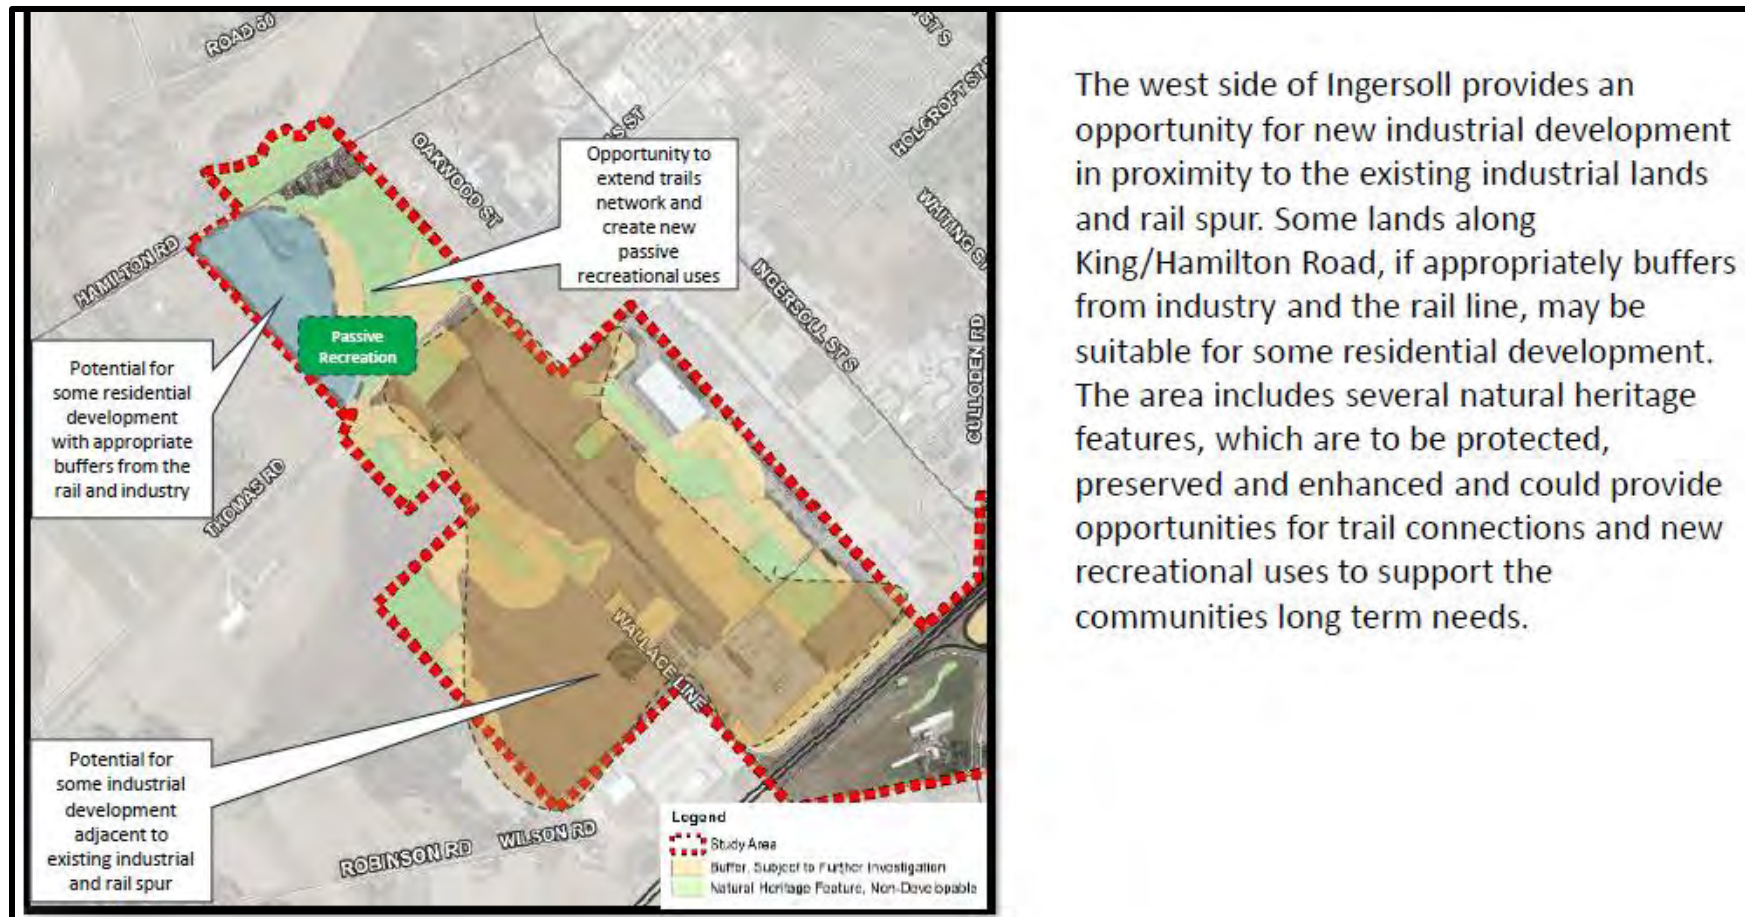 ROAD 60
ST S
HOLCROFT ST
AS ST
OAKWOOD ST
Opportunity to
extend trails
network and
create new
passive
recreational uses
WHITING ST
HAMILTON RD
INGERSOLL ST S
CULLODEN RD
Passive
Recreation
Potential for
some residential
development
with appropriate
buffers from the
rail and industry
THOMAS RD
WALLACE LINE
Potential for
some industrial
development
adjacent to
existing industrial
and rail spur
ROBINSON RD
WILSON RD
Legend
Study Area
Buffer, Subject to Further Investigation
Natural Heritage Feature, Non-Developable
The west side of Ingersoll provides an
opportunity for new industrial development
in proximity to the existing industrial lands
and rail spur. Some lands along
King/Hamilton Road, if appropriately buffers
from industry and the rail line, may be
suitable for some residential development.
The area includes several natural heritage
features, which are to be protected,
preserved and enhanced and could provide
opportunities for trail connections and new
recreational uses to support the
communities long term needs.